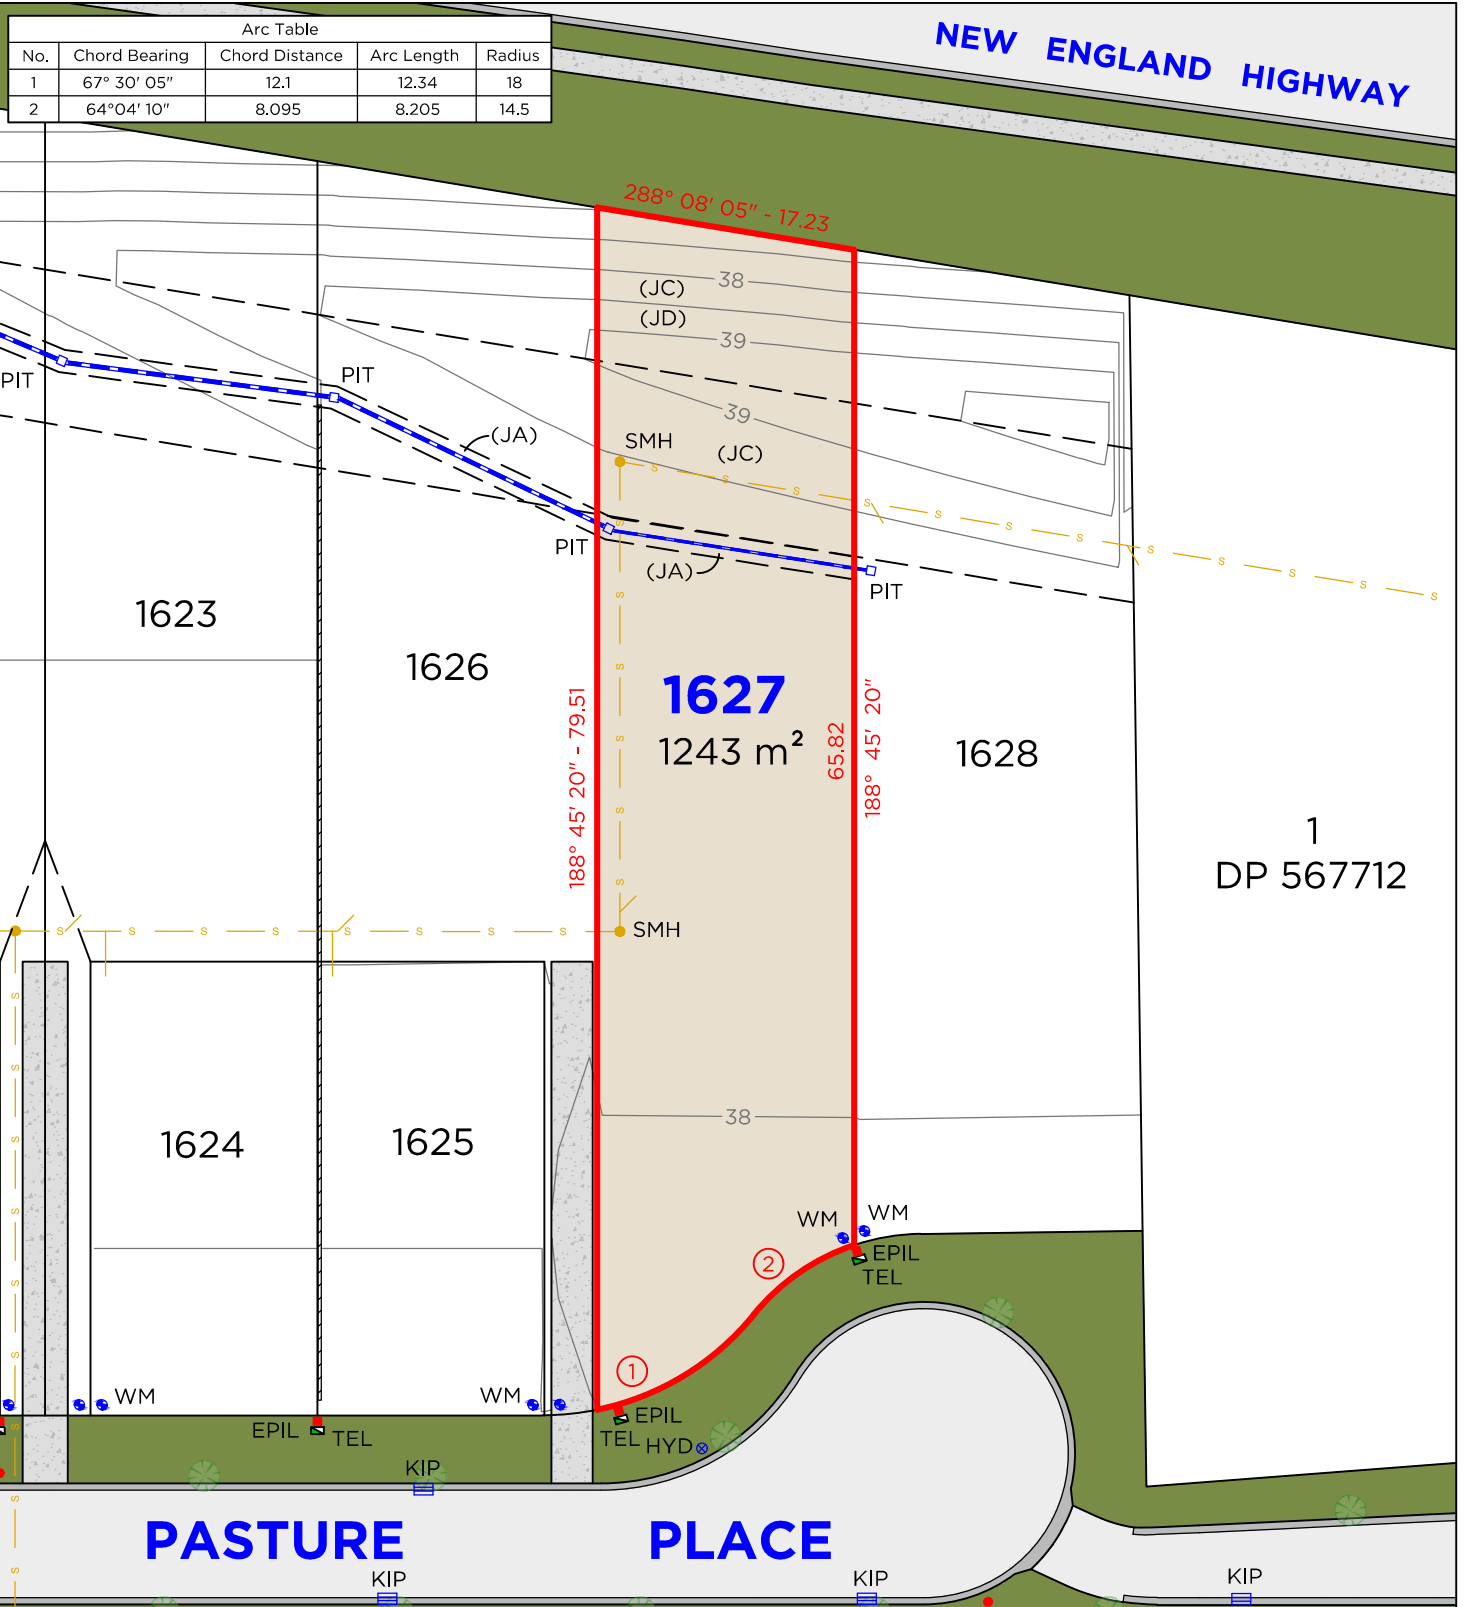 Arc Table
No. Chord Bearing Chord Distance Arc Length Radius
1 67° 30' 05" 12.1 12.34 18
2 64°04' 10" 8.095 8.205 14.5
NEW ENGLAND HIGHWAY
288° 08' 05" - 17.23
38
(JC)
(JD)
39
PIT
PIT
39
(JA)
SMH
(JC)
s s s s s s s s s s s s
PIT
(JA)
PIT
1623
1626
1627
1243 m²
188° 45' 20" - 79.51
65.82
188° 45' 20"
1628
1
DP 567712
s s s s s s s s
SMH
38
1624
1625
WM
WM
EPIL
TEL
2
1
WM
WM
EPIL
TEL
EPIL
TEL
HYD
KIP
PASTURE PLACE
KIP
KIP
KIP